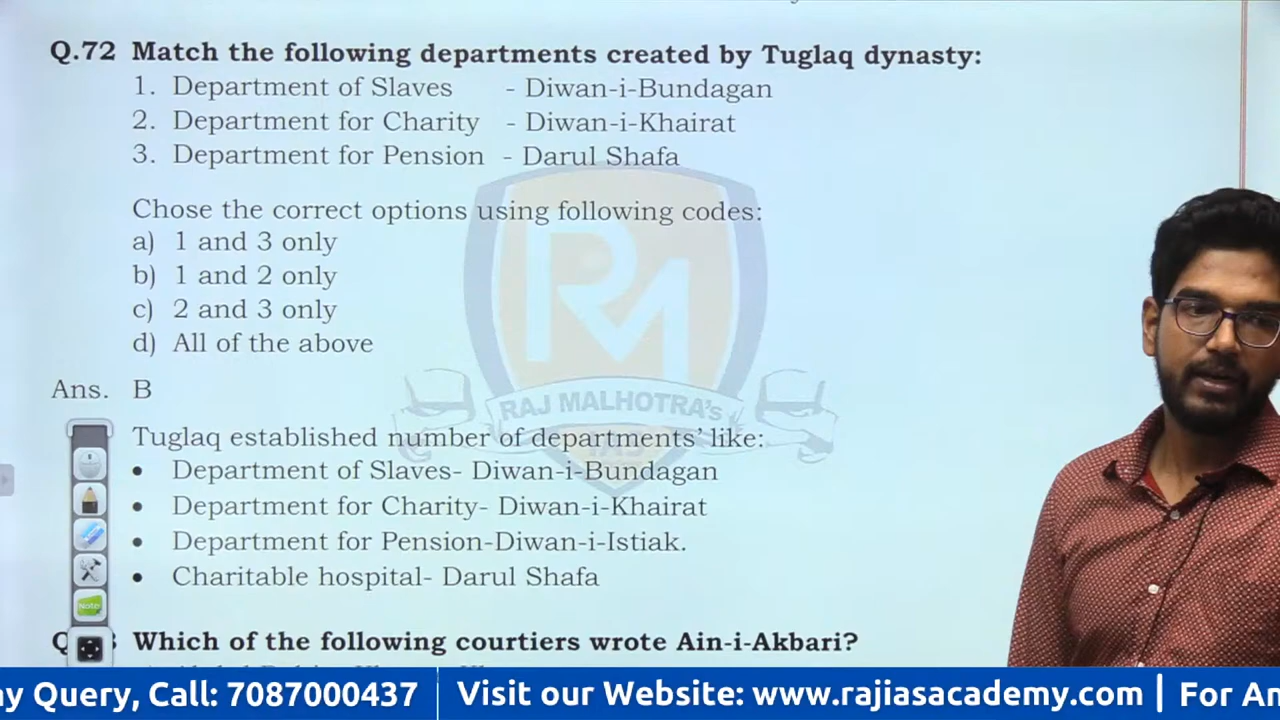 Q.72 Match the following departments created by Tuglaq dynasty:
1. Department of Slaves - Diwan-i-Bundagan
2. Department for Charity - Diwan-i-Khairat
3. Department for Pension - Darul Shafa
Chose the correct options using following codes:
a) 1 and 3 only
b) 1 and 2 only
c) 2 and 3 only
d) All of the above
RM
RAJ MALHOTRA's
IAS
Ans. B
Tuglaq established number of departments' like:
• Department of Slaves- Diwan-i-Bundagan
• Department for Charity- Diwan-i-Khairat
• Department for Pension-Diwan-i-Istiak.
• Charitable hospital- Darul Shafa
Note
Which of the following courtiers wrote Ain-i-Akbari?
ny Query, Call: 7087000437 | Visit our Website: www.rajiasacademy.com | For An